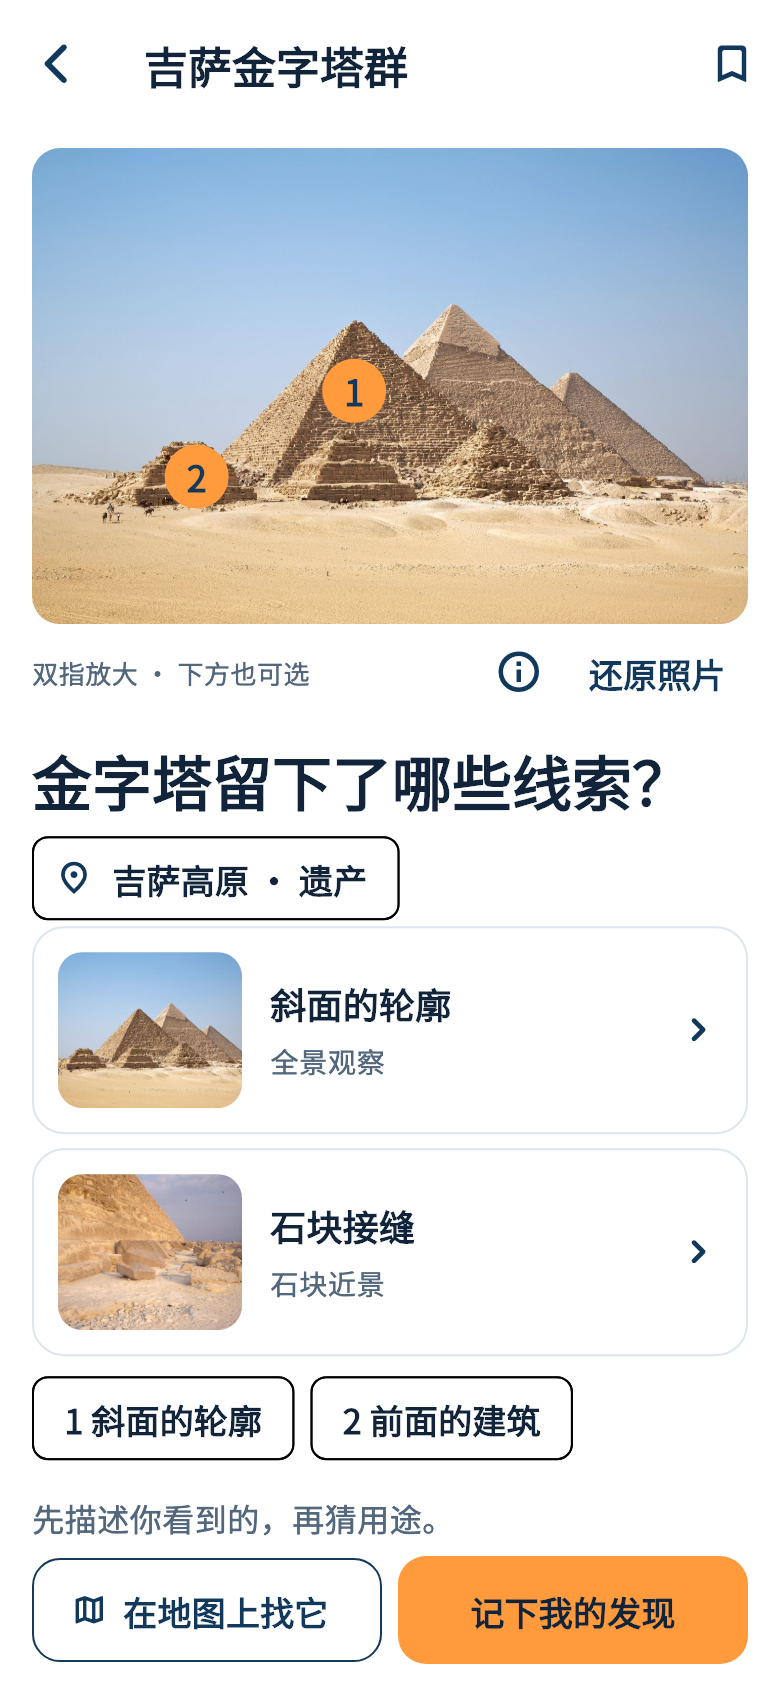 吉萨金字塔群
1
2
双指放大 · 下方也可选
还原照片
金字塔留下了哪些线索？
吉萨高原 · 遗产
斜面的轮廓
全景观察
石块接缝
石块近景
1 斜面的轮廓
2 前面的建筑
先描述你看到的，再猜用途。
在地图上找它
记下我的发现